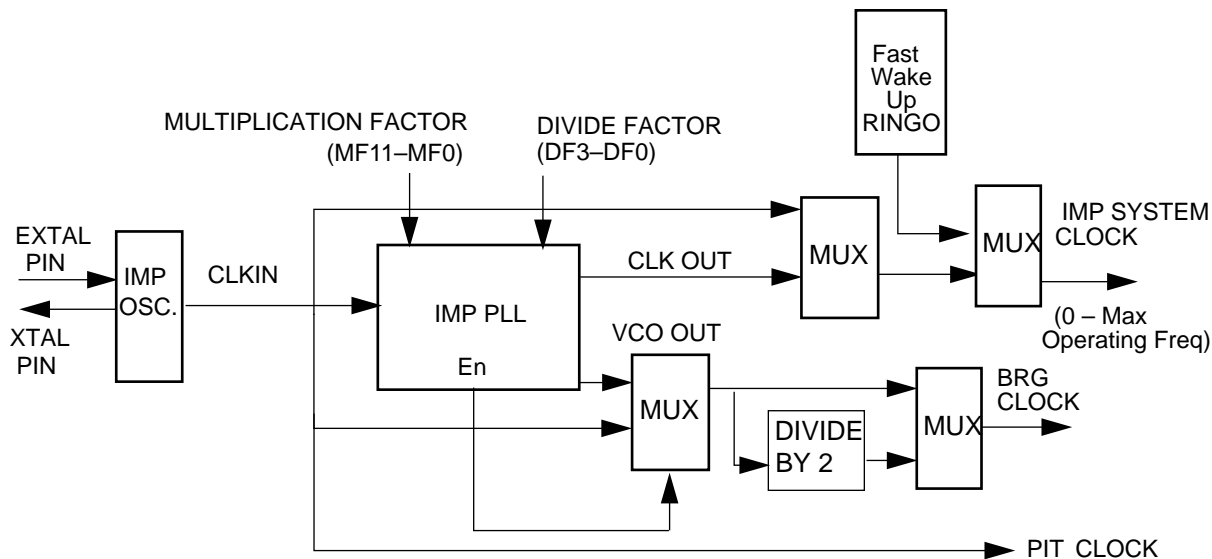 Fast
Wake
Up
RINGO
MULTIPLICATION FACTOR
(MF11–MF0)
DIVIDE FACTOR
(DF3–DF0)
EXTAL
PIN
XTAL
PIN
IMP
OSC.
CLKIN
IMP PLL
En
CLK OUT
VCO OUT
MUX
MUX
IMP SYSTEM
CLOCK
(0 – Max
Operating Freq)
MUX
DIVIDE
BY 2
MUX
BRG
CLOCK
PIT CLOCK